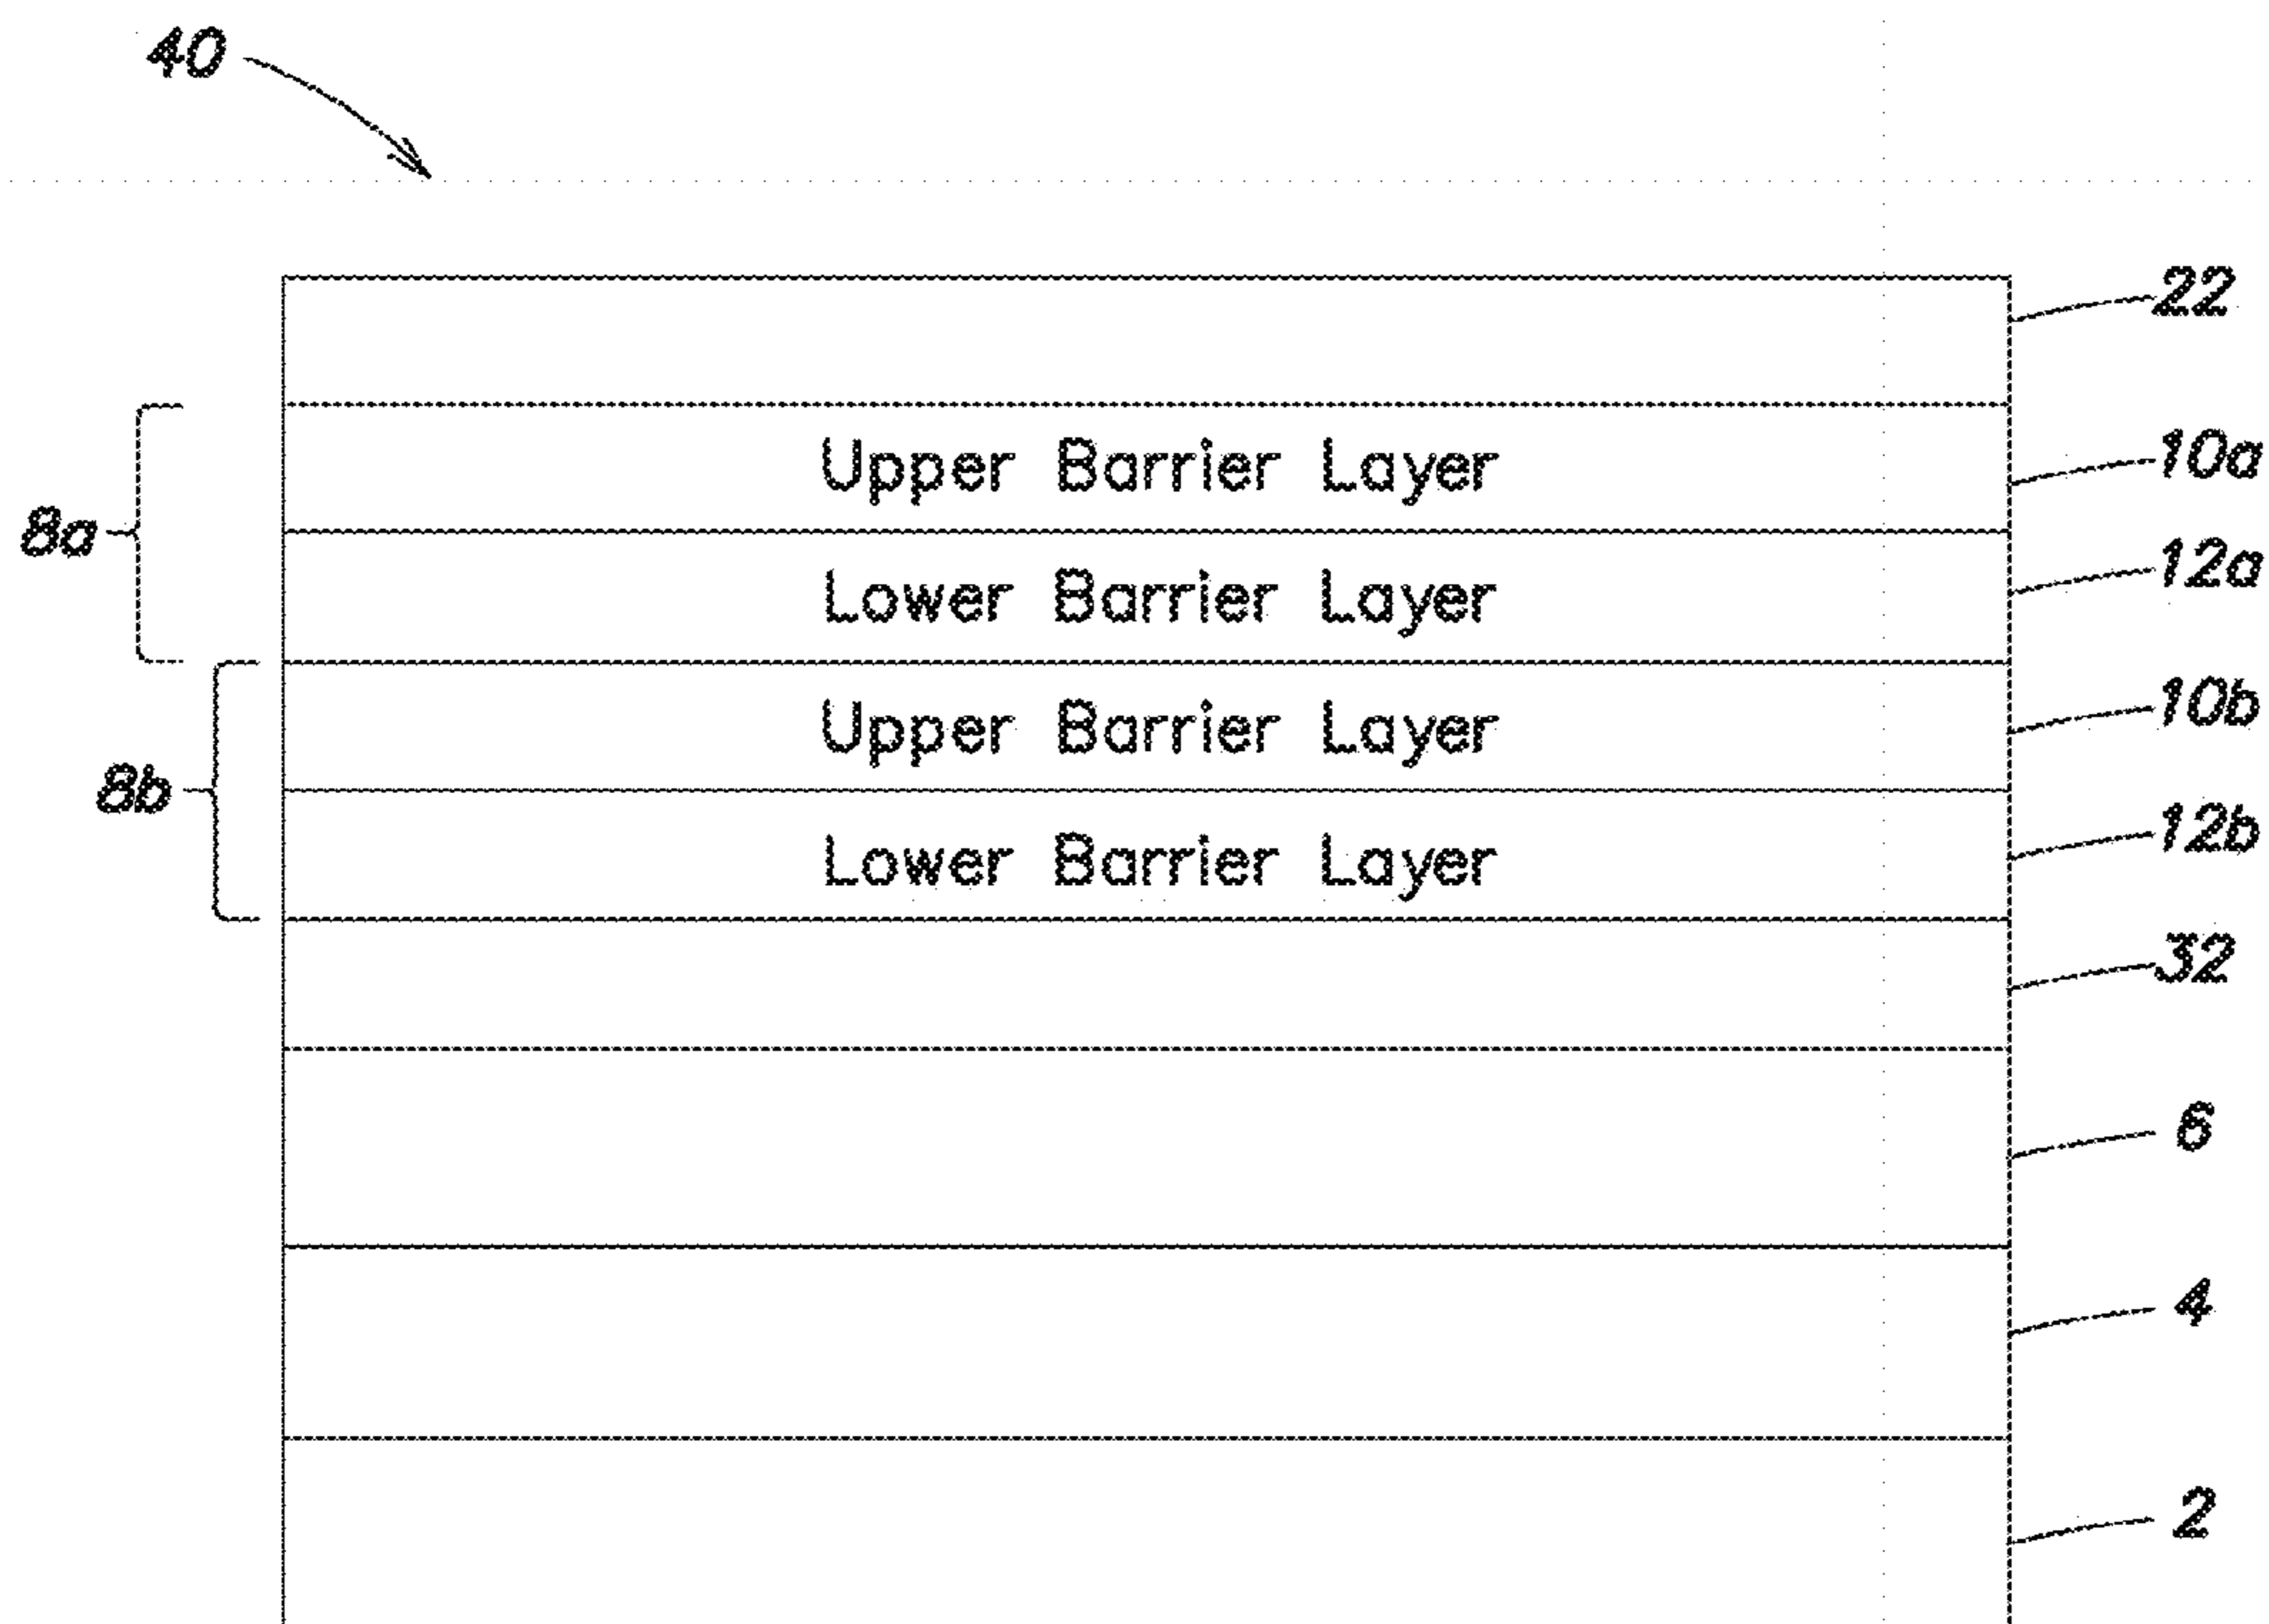 40
22
Upper Barrier Layer
10a
8a
Lower Barrier Layer
12a
Upper Barrier Layer
10b
8b
Lower Barrier Layer
12b
32
6
4
2